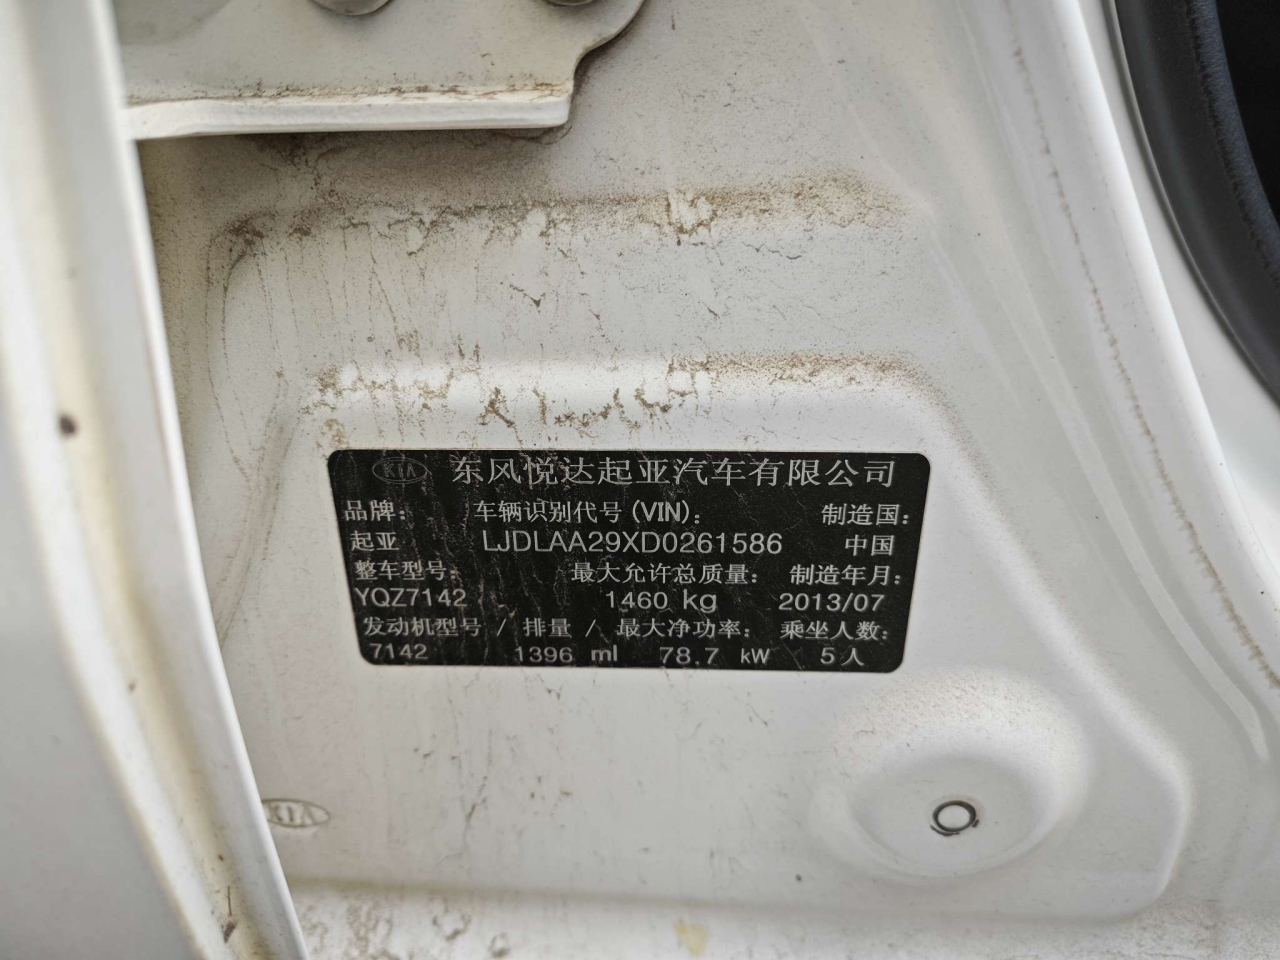 KIA 东风悦达起亚汽车有限公司
品牌： 车辆识别代号(VIN)： 制造国：
起亚 LJDLAA29XD0261586 中国
整车型号： 最大允许总质量： 制造年月：
YQZ7142 1460 kg 2013/07
发动机型号 / 排量 / 最大净功率： 乘坐人数：
7142 1396 ml 78.7 kW 5人
KIA